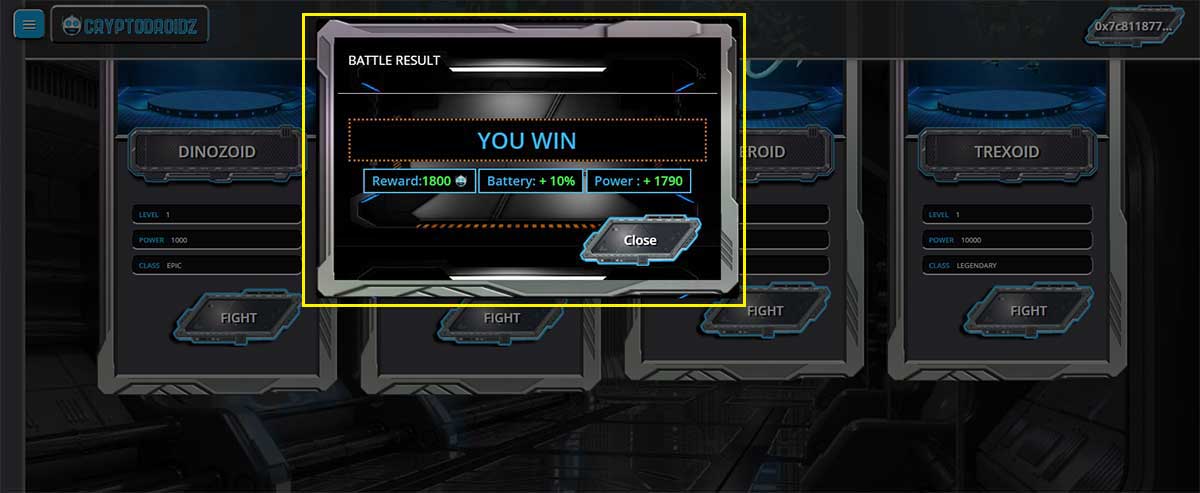 CRYPTODROIDZ
0x7c811877...
BATTLE RESULT
YOU WIN
Reward:1800
Battery: + 10%
Power : + 1790
Close
DINOZOID
LEVEL 1
POWER 1000
CLASS EPIC
FIGHT
FIGHT
EROID
FIGHT
TREXOID
LEVEL 1
POWER 10000
CLASS LEGENDARY
FIGHT